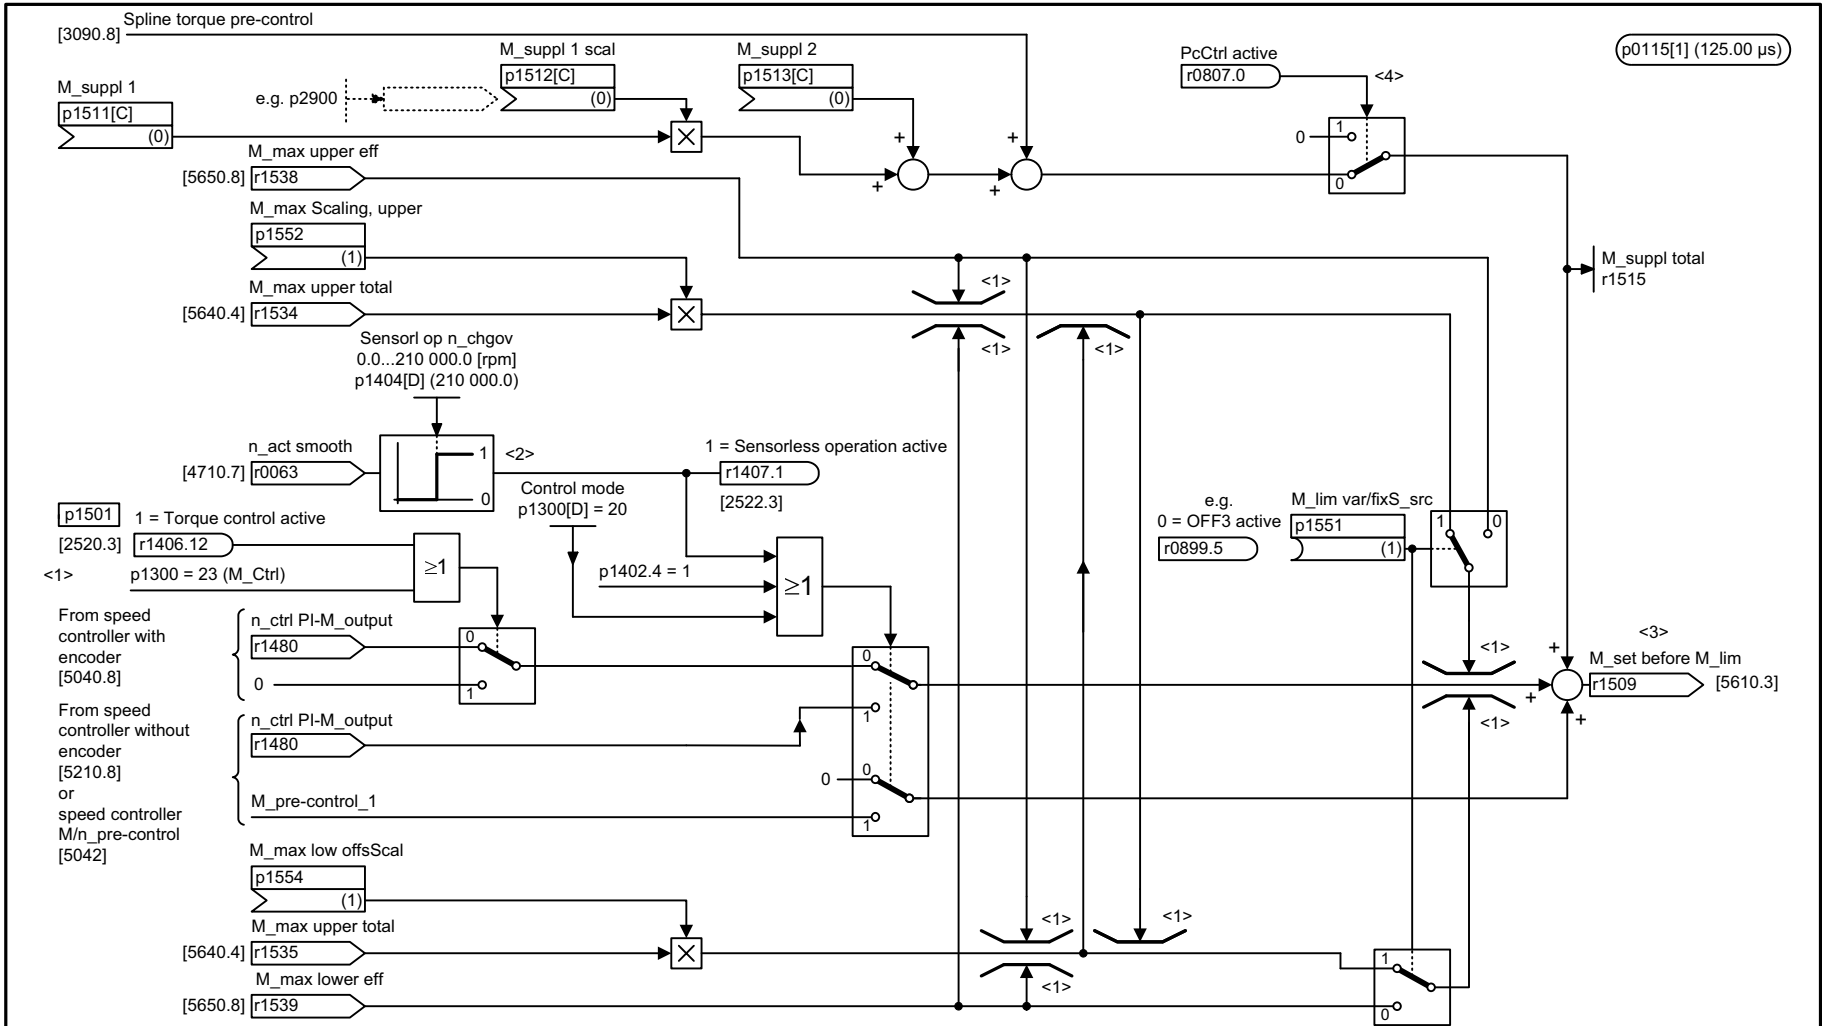 Spline torque pre-control
[3090.8]
M_suppl 1 scal
p1512[C]
(0)
M_suppl 2
p1513[C]
(0)
PcCtrl active
r0807.0
<4>
p0115[1] (125.00 µs)
e.g. p2900
M_suppl 1
p1511[C]
(0)
1
0
0
+
+
+
+
M_max upper eff
[5650.8]
r1538
M_max Scaling, upper
p1552
(1)
M_suppl total
r1515
M_max upper total
[5640.4]
r1534
<1>
<1>
<1>
Sensorl op n_chgov
0.0...210 000.0 [rpm]
p1404[D] (210 000.0)
n_act smooth
[4710.7]
r0063
1
0
<2>
1 = Sensorless operation active
r1407.1
[2522.3]
Control mode
p1300[D] = 20
e.g.
0 = OFF3 active
r0899.5
M_lim var/fixS_src
p1551
(1)
1
0
p1501
1 = Torque control active
[2520.3]
r1406.12
<1>
p1300 = 23 (M_Ctrl)
≥1
p1402.4 = 1
≥1
From speed
controller with
encoder
[5040.8]
n_ctrl PI-M_output
r1480
0
0
1
0
1
<1>
<1>
+
+
+
<3>
M_set before M_lim
r1509
[5610.3]
From speed
controller without
encoder
[5210.8]
or
speed controller
M/n_pre-control
[5042]
n_ctrl PI-M_output
r1480
M_pre-control_1
0
0
1
M_max low offsScal
p1554
(1)
M_max upper total
[5640.4]
r1535
<1>
<1>
<1>
M_max lower eff
[5650.8]
r1539
1
0